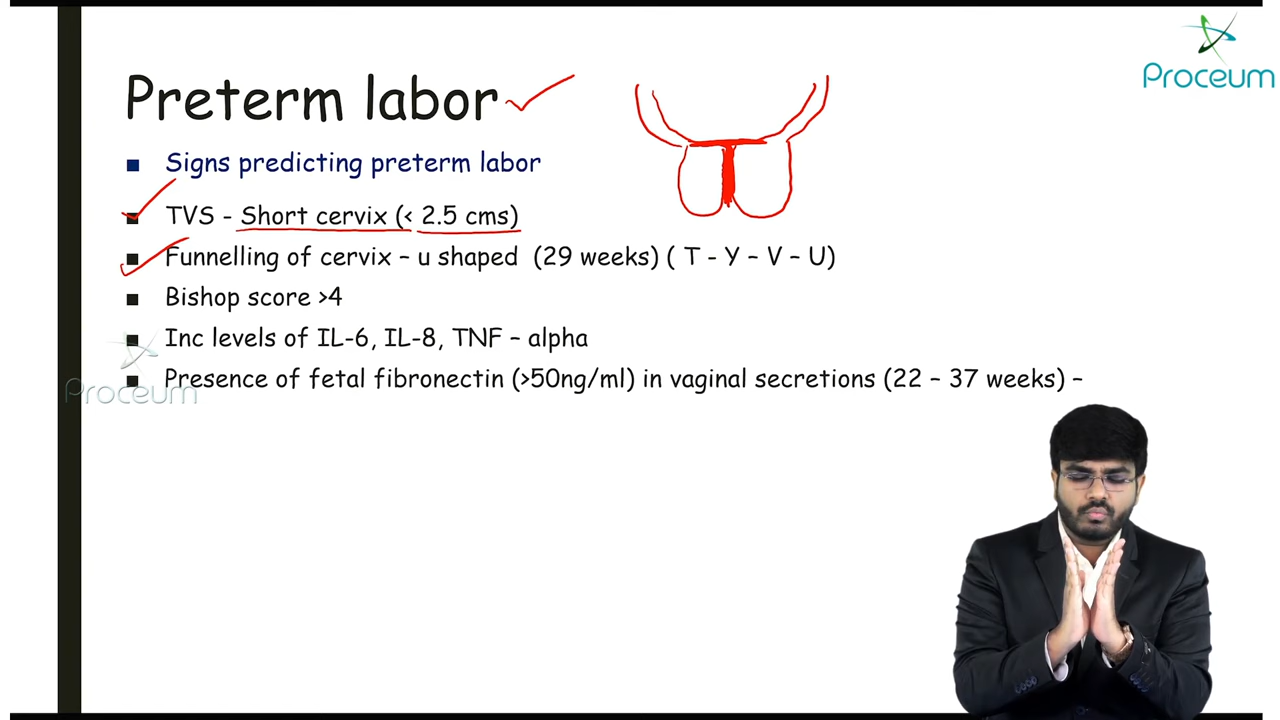 Proceum
Preterm labor
Signs predicting preterm labor
TVS - Short cervix (< 2.5 cms)
Funnelling of cervix – u shaped (29 weeks) ( T - Y – V – U)
Bishop score >4
Inc levels of IL-6, IL-8, TNF – alpha
Presence of fetal fibronectin (>50ng/ml) in vaginal secretions (22 – 37 weeks) –
Proceum